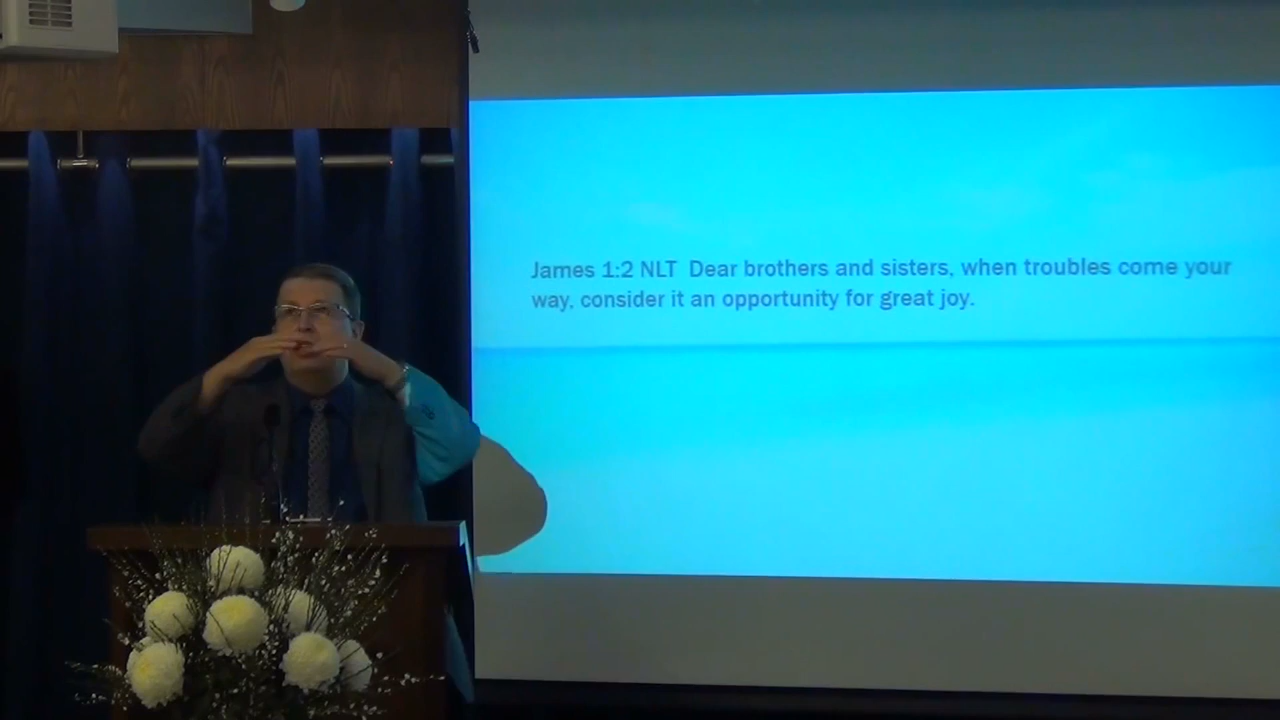 James 1:2 NLT  Dear brothers and sisters, when troubles come your
way, consider it an opportunity for great joy.